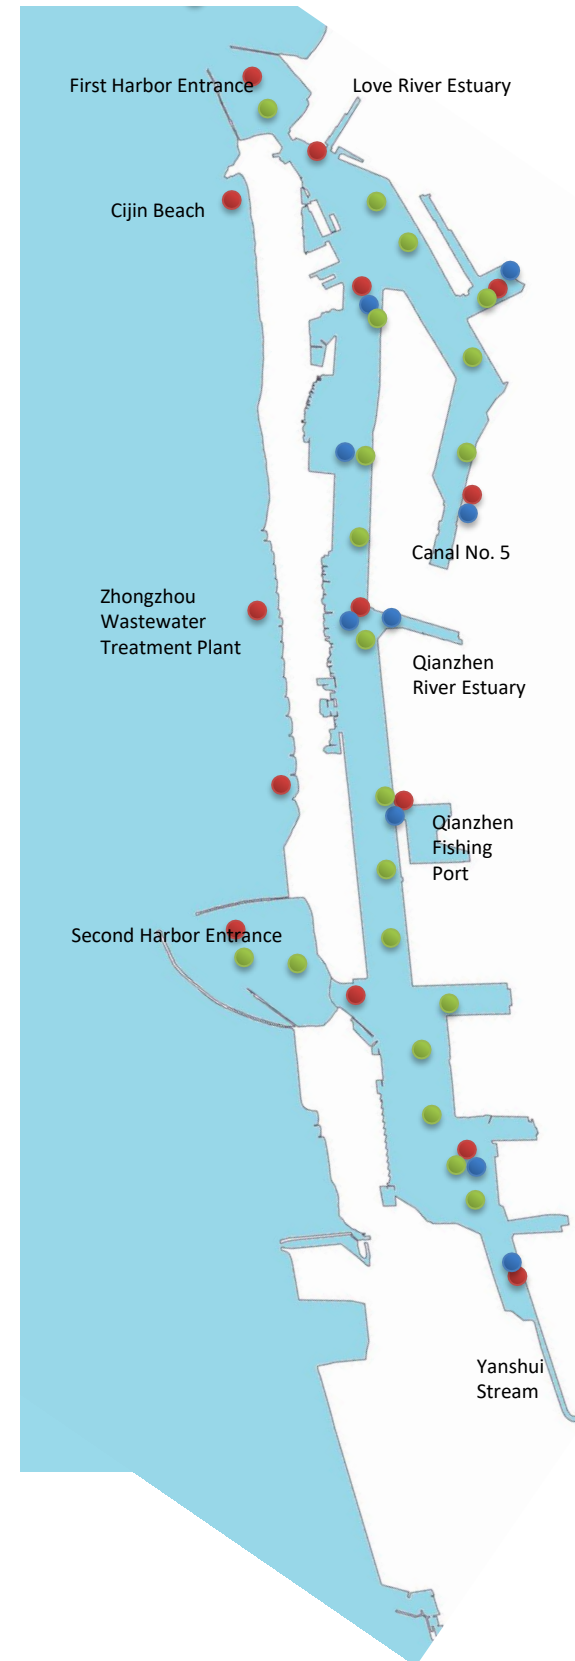 First Harbor Entrance
Love River Estuary
Cijin Beach
Canal No. 5
Zhongzhou
Wastewater
Treatment Plant
Qianzhen
River Estuary
Qianzhen
Fishing
Port
Second Harbor Entrance
Yanshui
Stream